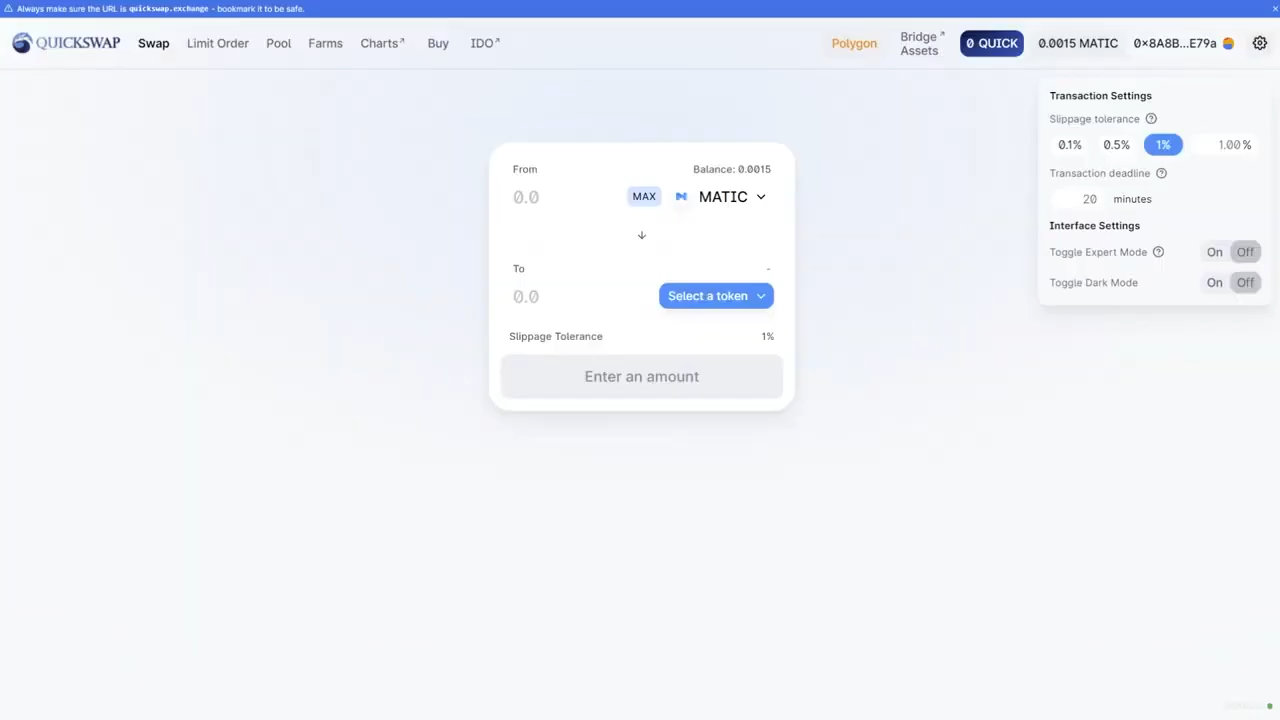 Always make sure the URL is quickswap.exchange - bookmark it to be safe.
QUICKSWAP Swap Limit Order Pool Farms Charts↗ Buy IDO↗ Polygon Bridge↗ Assets 0 QUICK 0.0015 MATIC 0×8A8B...E79a
Transaction Settings
Slippage tolerance
0.1% 0.5% 1% 1.00%
Transaction deadline
20 minutes
Interface Settings
Toggle Expert Mode On Off
Toggle Dark Mode On Off
From Balance: 0.0015
0.0 MAX MATIC
To -
0.0 Select a token
Slippage Tolerance 1%
Enter an amount